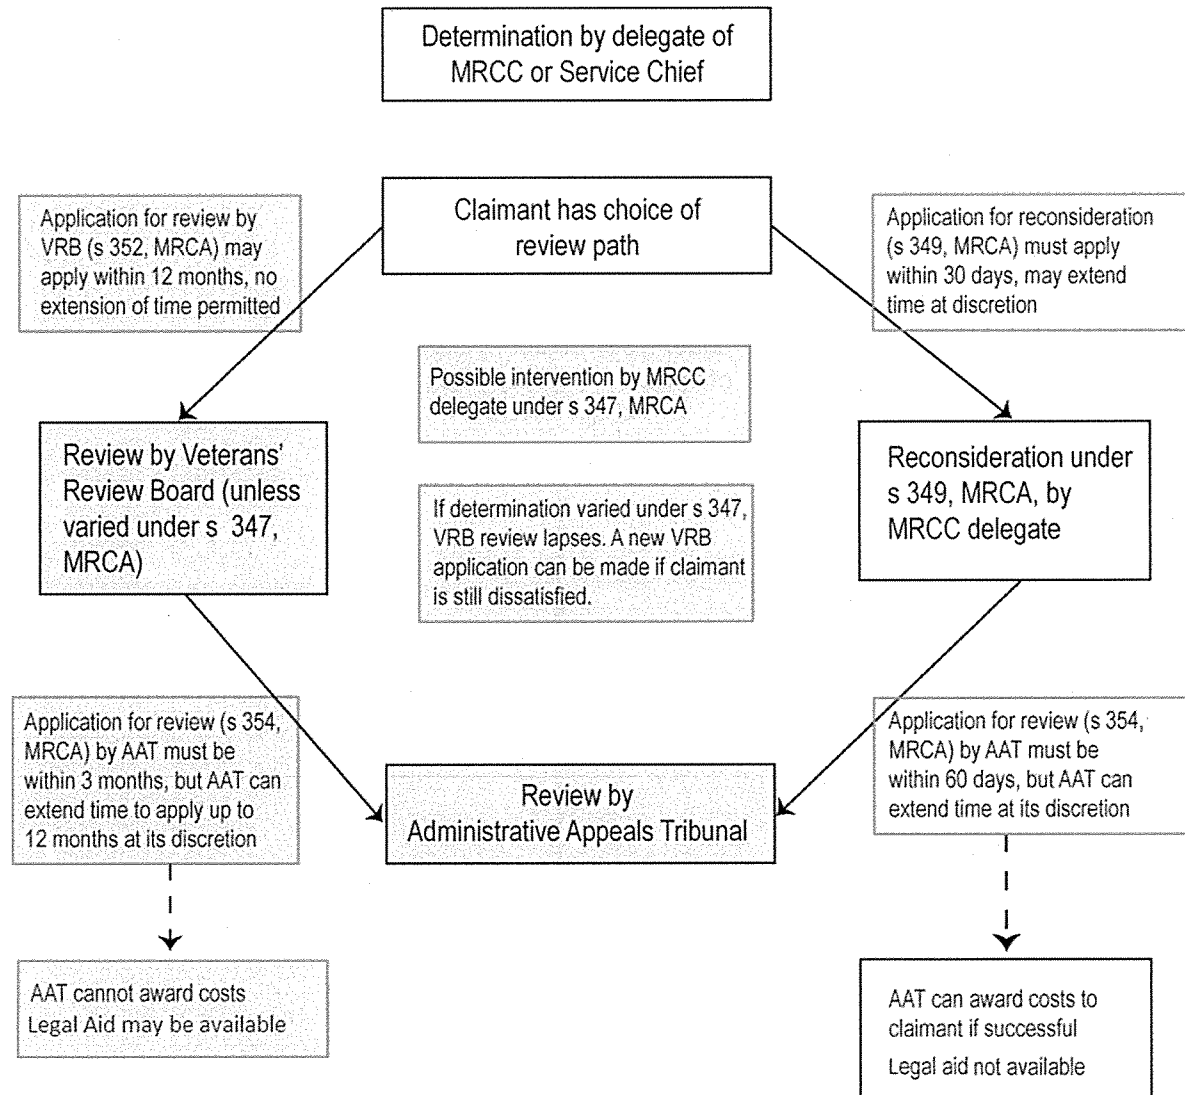 Determination by delegate of
MRCC or Service Chief
Application for review by
VRB (s 352, MRCA) may
apply within 12 months, no
extension of time permitted
Claimant has choice of
review path
Application for reconsideration
(s 349, MRCA) must apply
within 30 days, may extend
time at discretion
Possible intervention by MRCC
delegate under s 347, MRCA
Review by Veterans'
Review Board (unless
varied under s 347,
MRCA)
If determination varied under s 347,
VRB review lapses. A new VRB
application can be made if claimant
is still dissatisfied.
Reconsideration under
s 349, MRCA, by
MRCC delegate
Application for review (s 354,
MRCA) by AAT must be
within 3 months, but AAT can
extend time to apply up to
12 months at its discretion
Review by
Administrative Appeals Tribunal
Application for review (s 354,
MRCA) by AAT must be
within 60 days, but AAT can
extend time at its discretion
AAT cannot award costs
Legal Aid may be available
AAT can award costs to
claimant if successful
Legal aid not available